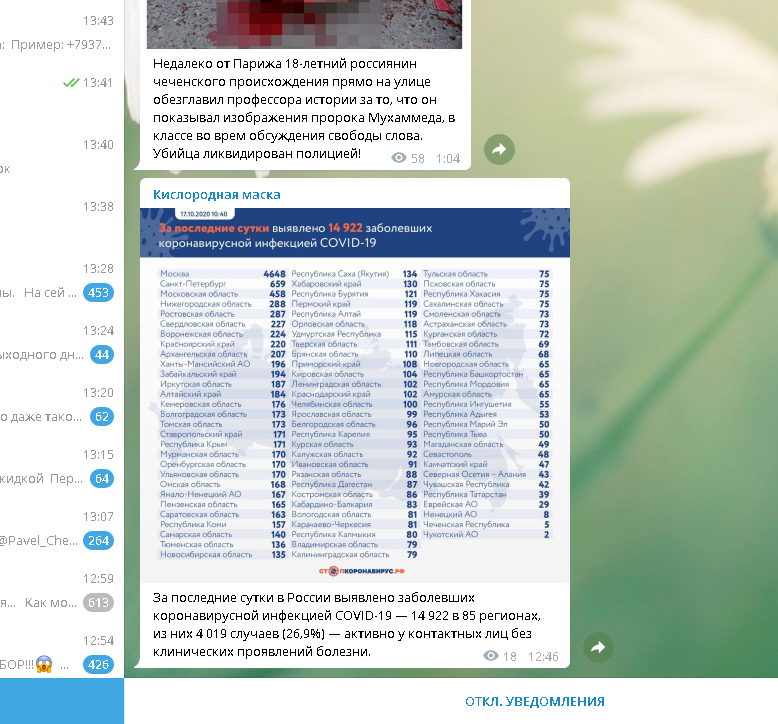 13:43
Пример: +7937...
13:41
13:40
ок
13:38
13:28
ы. На сей ...
453
13:24
ыходного дн...
44
13:20
о даже тако...
62
13:15
кидкой Пер...
64
13:07
@Pavel_Che...
264
12:59
я... Как мо...
613
12:54
БОР!!! ...
426
Недалеко от Парижа 18-летний россиянин
чеченского происхождения прямо на улице
обезглавил профессора истории за то, что он
показывал изображения пророка Мухаммеда, в
классе во врем обсуждения свободы слова.
Убийца ликвидирован полицией!
58 1:04
Кислородная маска
17.10.2020 10:40
За последние сутки выявлено 14 922 заболевших
коронавирусной инфекцией COVID-19
Москва 4648
Санкт-Петербург 659
Московская область 458
Нижегородская область 288
Ростовская область 287
Свердловская область 227
Воронежская область 224
Красноярский край 220
Архангельская область 207
Ханты-Мансийский АО 196
Забайкальский край 194
Иркутская область 187
Алтайский край 184
Кемеровская область 176
Волгоградская область 173
Томская область 173
Ставропольский край 171
Республика Крым 171
Мурманская область 170
Оренбургская область 170
Ульяновская область 170
Омская область 168
Ямало-Ненецкий АО 167
Пензенская область 165
Саратовская область 163
Республика Коми 157
Самарская область 140
Тюменская область 136
Новосибирская область 135
Республика Саха (Якутия) 134
Хабаровский край 130
Республика Бурятия 121
Пермский край 119
Республика Алтай 119
Орловская область 118
Удмуртская Республика 115
Тверская область 111
Брянская область 110
Приморский край 108
Кировская область 104
Ленинградская область 102
Краснодарский край 102
Челябинская область 100
Ярославская область 99
Белгородская область 96
Республика Карелия 95
Курская область 93
Калужская область 92
Ивановская область 91
Рязанская область 88
Республика Дагестан 87
Костромская область 86
Кабардино-Балкария 83
Вологодская область 81
Карачаево-Черкесия 81
Республика Калмыкия 80
Владимирская область 79
Калининградская область 79
Тульская область 75
Псковская область 75
Республика Хакасия 75
Сахалинская область 75
Смоленская область 73
Астраханская область 73
Курганская область 72
Тамбовская область 69
Липецкая область 68
Новгородская область 65
Республика Башкортостан 65
Республика Мордовия 65
Амурская область 65
Республика Ингушетия 55
Республика Адыгея 53
Республика Марий Эл 50
Республика Тыва 50
Магаданская область 49
Севастополь 48
Камчатский край 47
Северная Осетия – Алания 43
Чувашская Республика 42
Республика Татарстан 39
Еврейская АО 29
Ненецкий АО 8
Чеченская Республика 5
Чукотский АО 2
СТОПКОРОНАВИРУС.РФ
За последние сутки в России выявлено заболевших
коронавирусной инфекцией COVID-19 — 14 922 в 85 регионах,
из них 4 019 случаев (26,9%) — активно у контактных лиц без
клинических проявлений болезни.
18 12:46
ОТКЛ. УВЕДОМЛЕНИЯ